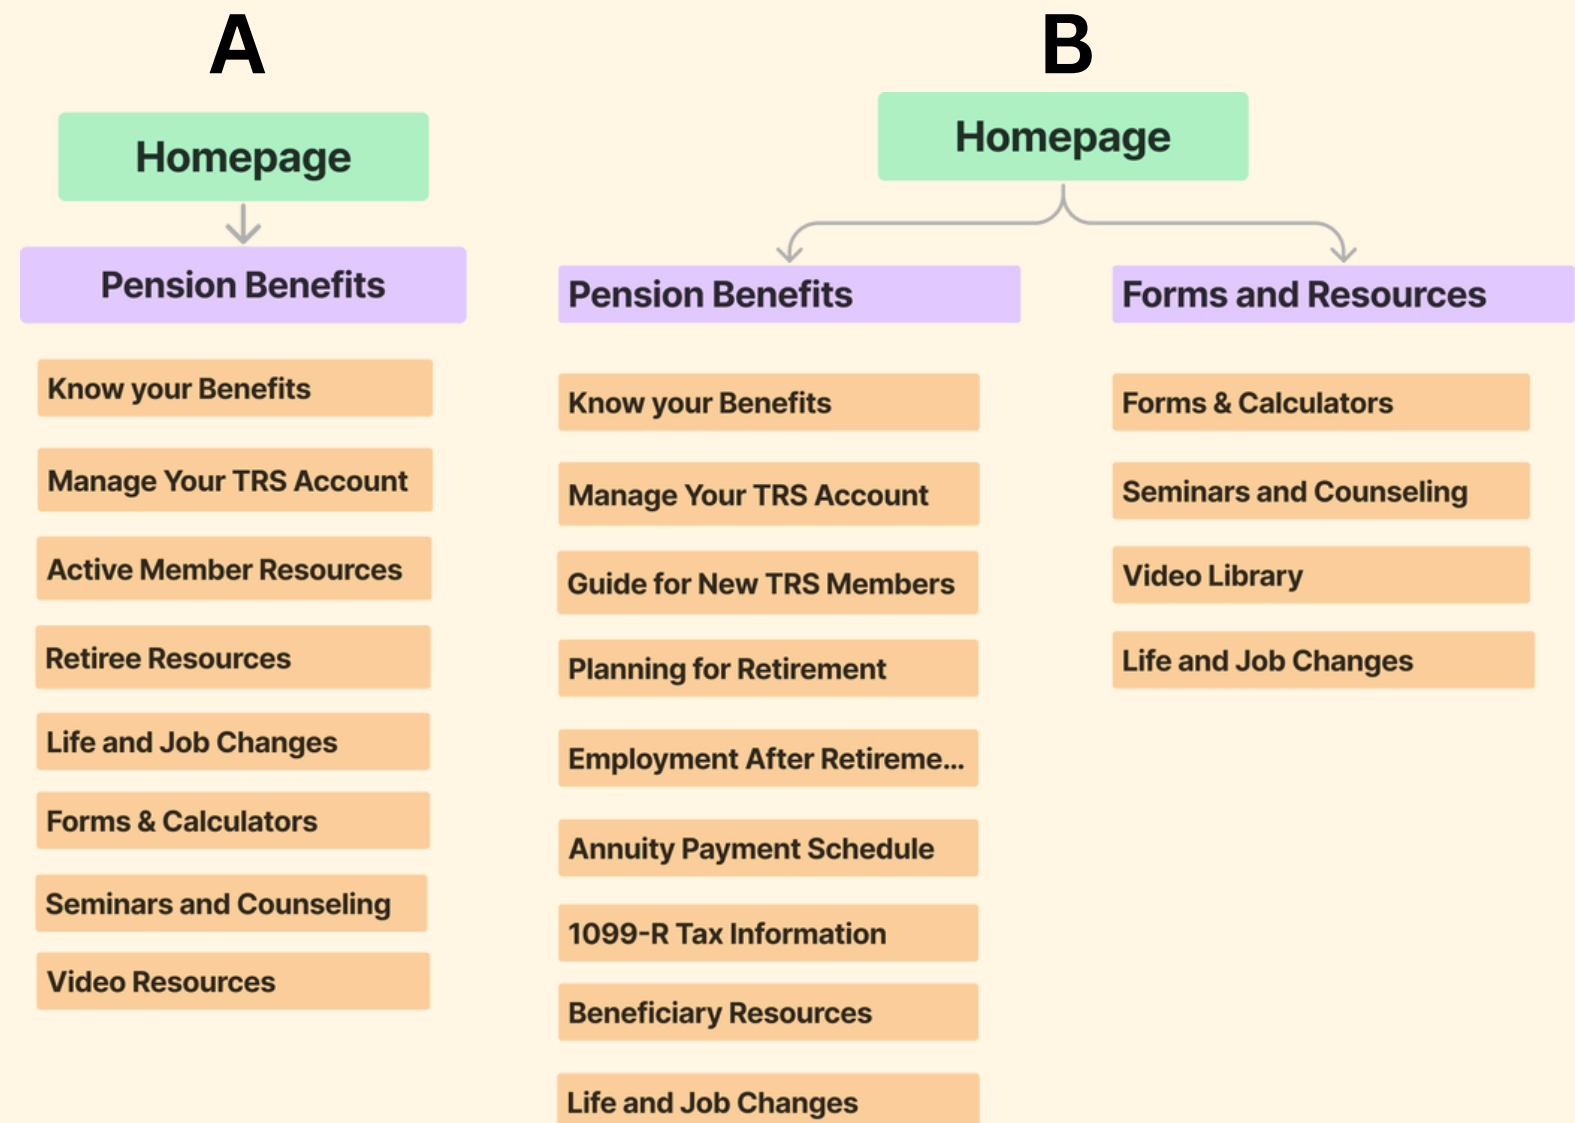 A
Homepage
Pension Benefits
Know your Benefits
Manage Your TRS Account
Active Member Resources
Retiree Resources
Life and Job Changes
Forms & Calculators
Seminars and Counseling
Video Resources
B
Homepage
Pension Benefits
Know your Benefits
Manage Your TRS Account
Guide for New TRS Members
Planning for Retirement
Employment After Retireme...
Annuity Payment Schedule
1099-R Tax Information
Beneficiary Resources
Life and Job Changes
Forms and Resources
Forms & Calculators
Seminars and Counseling
Video Library
Life and Job Changes